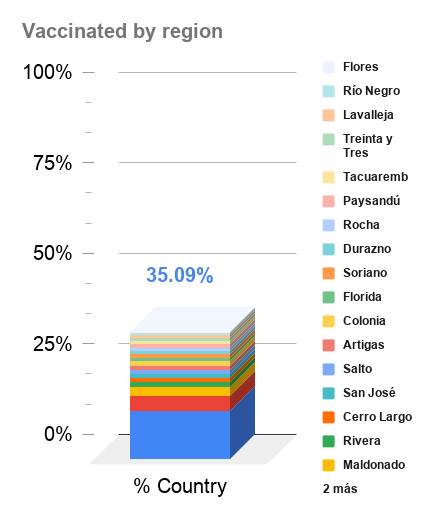 Vaccinated by region
100%
75%
50%
25%
0%
35.09%
% Country
Flores
Río Negro
Lavalleja
Treinta y
Tres
Tacuaremb
Paysandú
Rocha
Durazno
Soriano
Florida
Colonia
Artigas
Salto
San José
Cerro Largo
Rivera
Maldonado
2 más